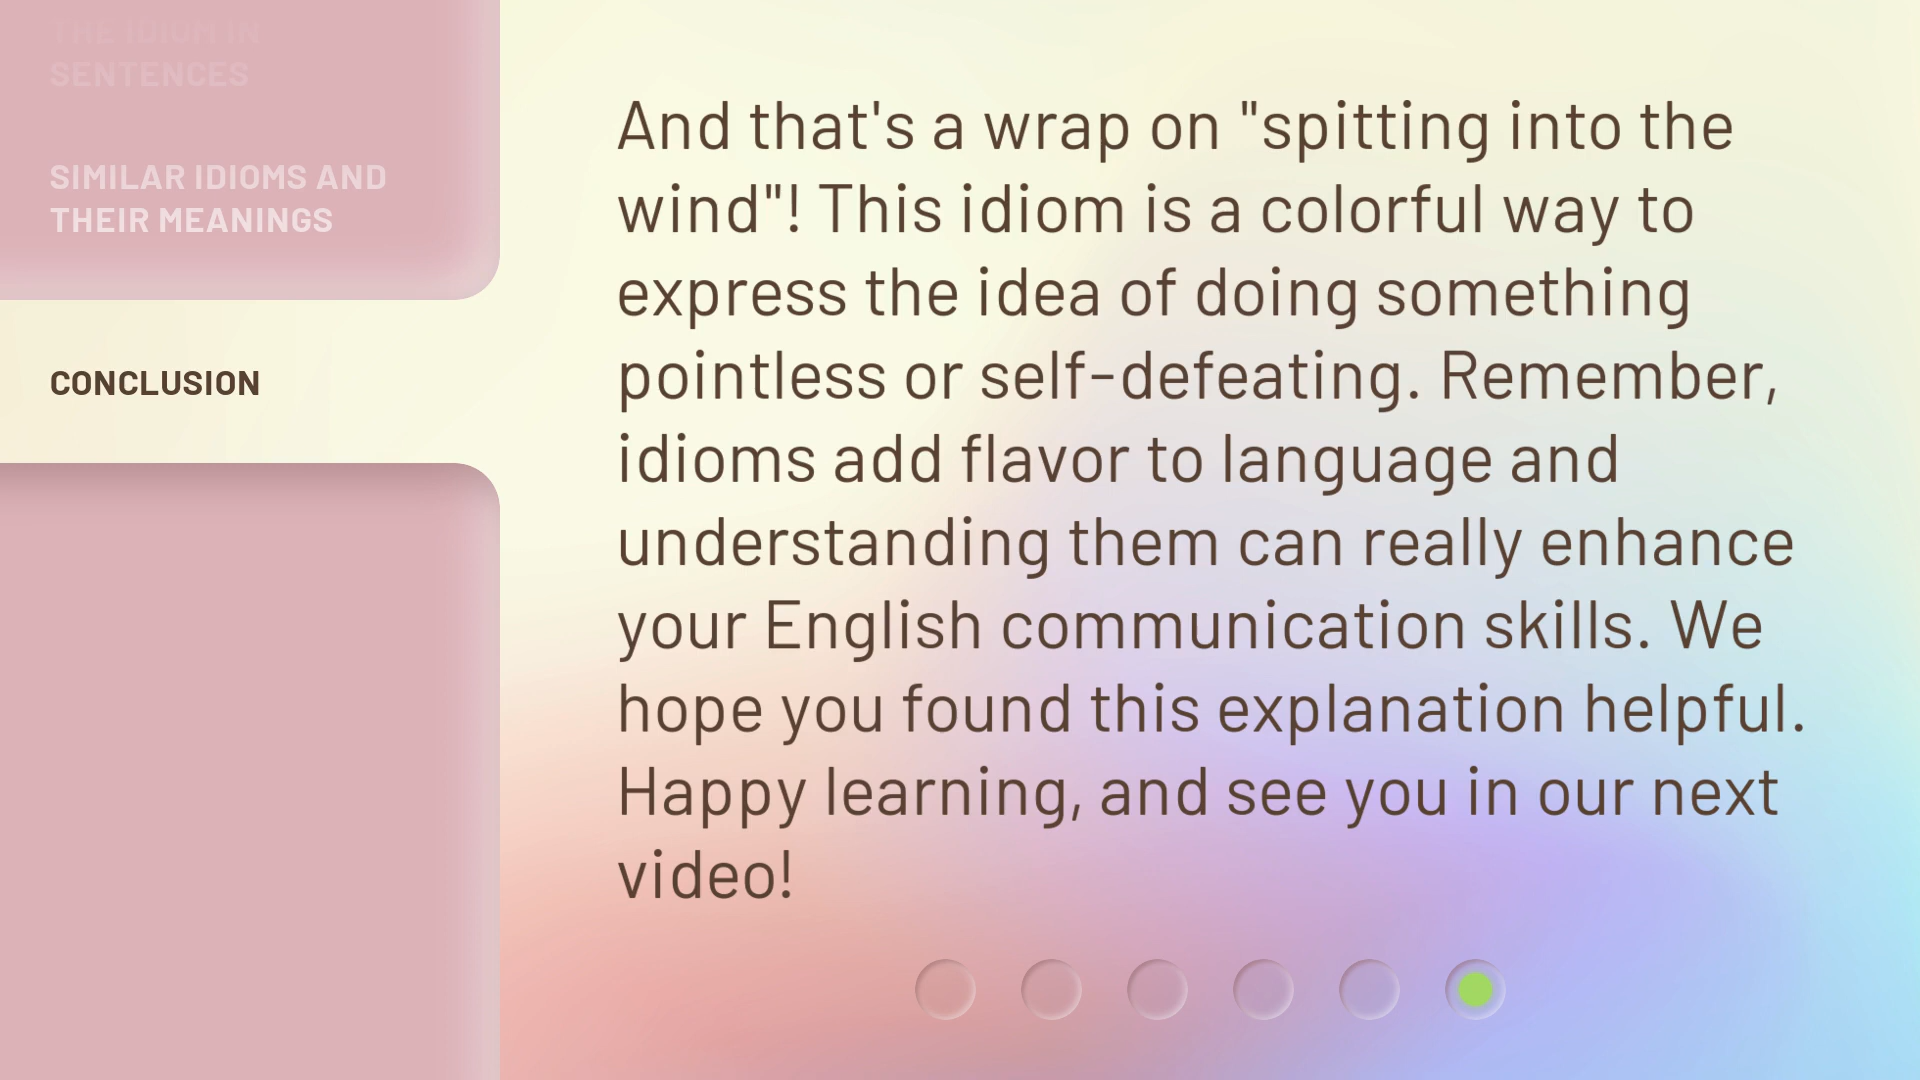 THE IDIOM IN
SENTENCES
SIMILAR IDIOMS AND
THEIR MEANINGS
CONCLUSION
And that's a wrap on "spitting into the
wind"! This idiom is a colorful way to
express the idea of doing something
pointless or self-defeating. Remember,
idioms add flavor to language and
understanding them can really enhance
your English communication skills. We
hope you found this explanation helpful.
Happy learning, and see you in our next
video!